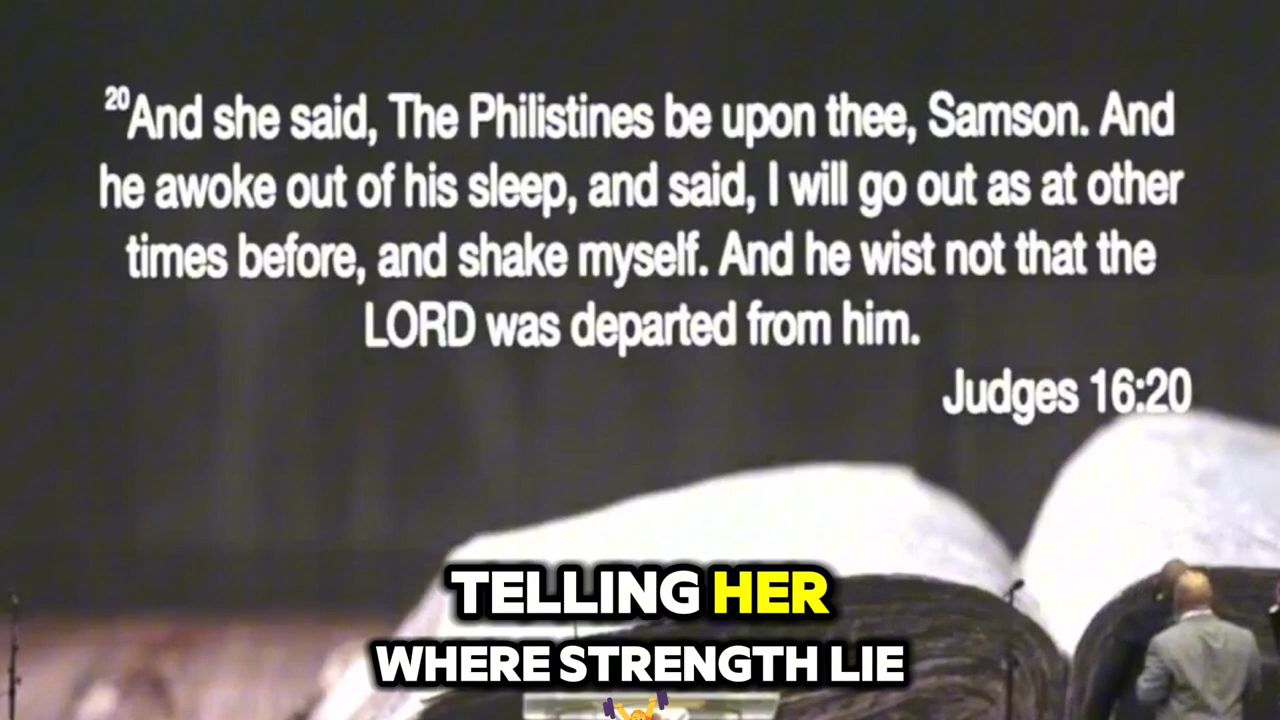 20And she said, The Philistines be upon thee, Samson. And
he awoke out of his sleep, and said, I will go out as at other
times before, and shake myself. And he wist not that the
LORD was departed from him.
Judges 16:20
TELLING HER
WHERE STRENGTH LIE